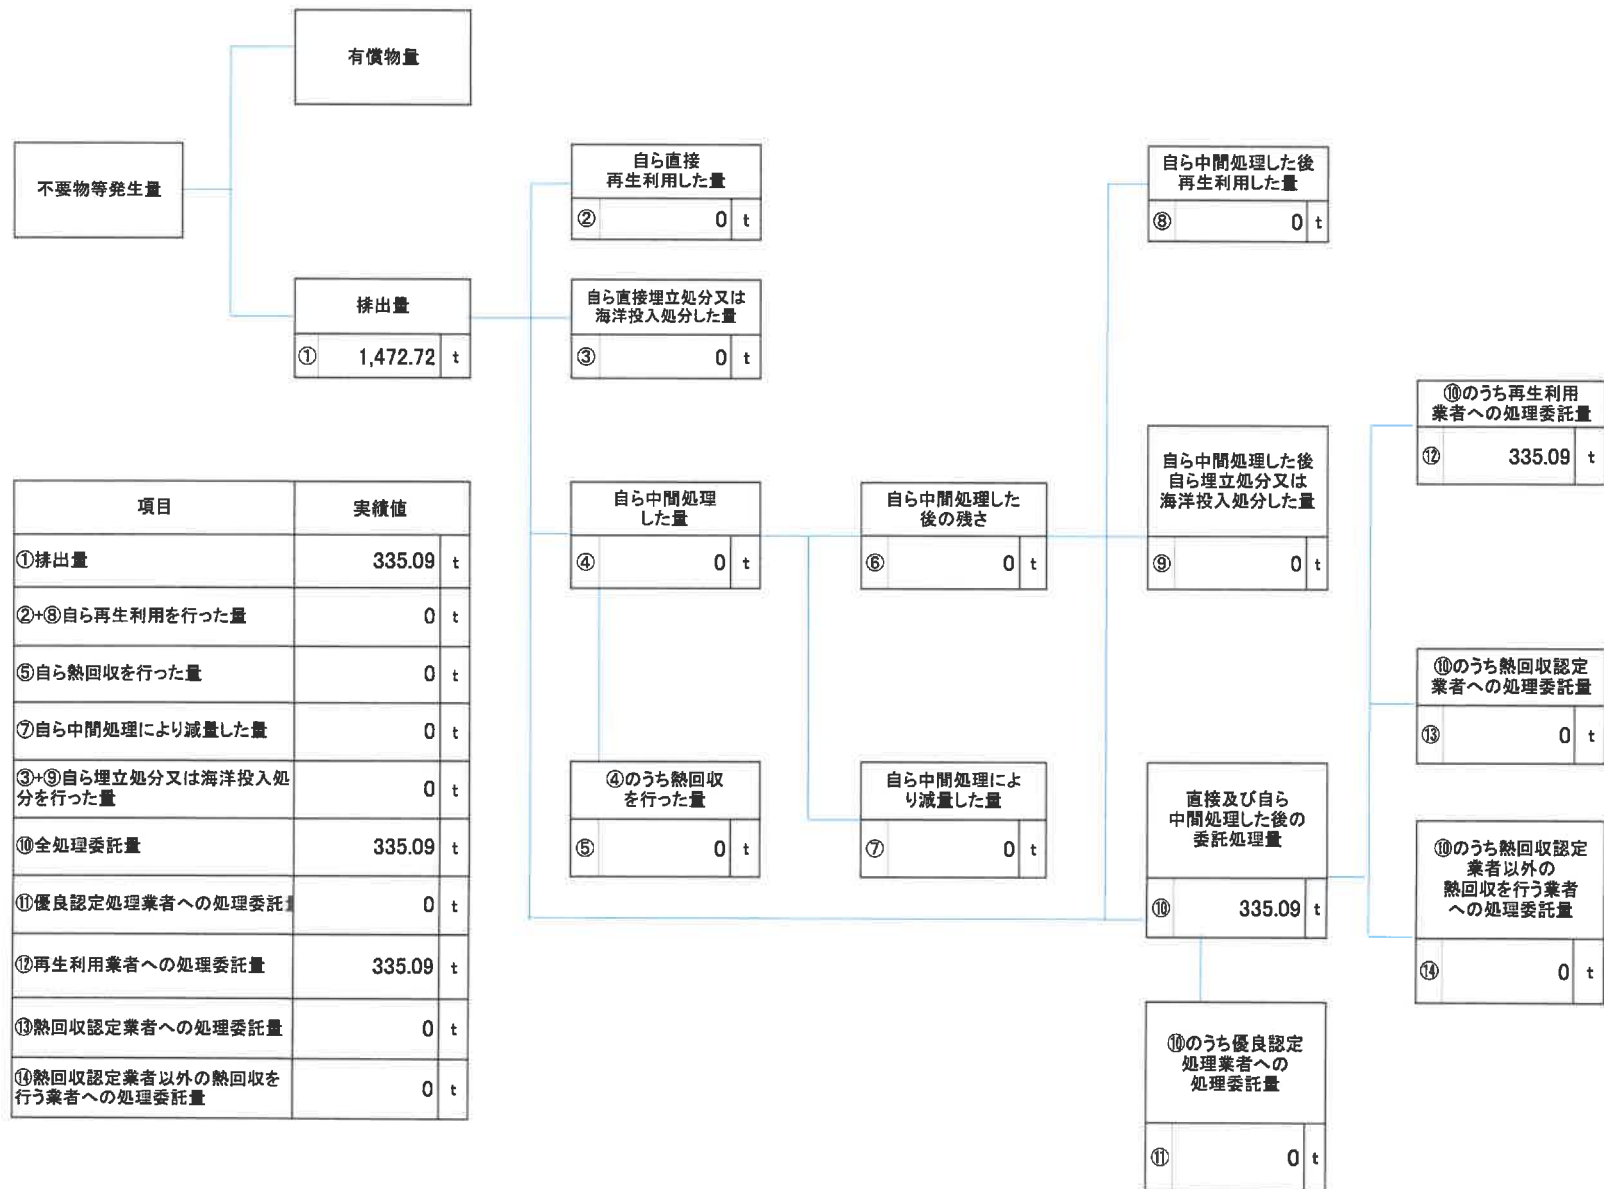 有償物量
不要物等発生量
排出量
① 1,472.72 t
自ら直接
再生利用した量
② 0 t
自ら直接埋立処分又は
海洋投入処分した量
③ 0 t
自ら中間処理
した量
④ 0 t
④のうち熱回収
を行った量
⑤ 0 t
自ら中間処理した
後の残さ
⑥ 0 t
自ら中間処理によ
り減量した量
⑦ 0 t
自ら中間処理した後
再生利用した量
⑧ 0 t
自ら中間処理した後
自ら埋立処分又は
海洋投入処分した量
⑨ 0 t
直接及び自ら
中間処理した後の
委託処理量
⑩ 335.09 t
⑩のうち優良認定
処理業者への
処理委託量
⑪ 0 t
⑩のうち再生利用
業者への処理委託量
⑫ 335.09 t
⑩のうち熱回収認定
業者への処理委託量
⑬ 0 t
⑩のうち熱回収認定
業者以外の
熱回収を行う業者
への処理委託量
⑭ 0 t
項目 実績値
①排出量 335.09 t
②+⑧自ら再生利用を行った量 0 t
⑤自ら熱回収を行った量 0 t
⑦自ら中間処理により減量した量 0 t
③+⑨自ら埋立処分又は海洋投入処
分を行った量 0 t
⑩全処理委託量 335.09 t
⑪優良認定処理業者への処理委託 0 t
⑫再生利用業者への処理委託量 335.09 t
⑬熱回収認定業者への処理委託量 0 t
⑭熱回収認定業者以外の熱回収を
行う業者への処理委託量 0 t